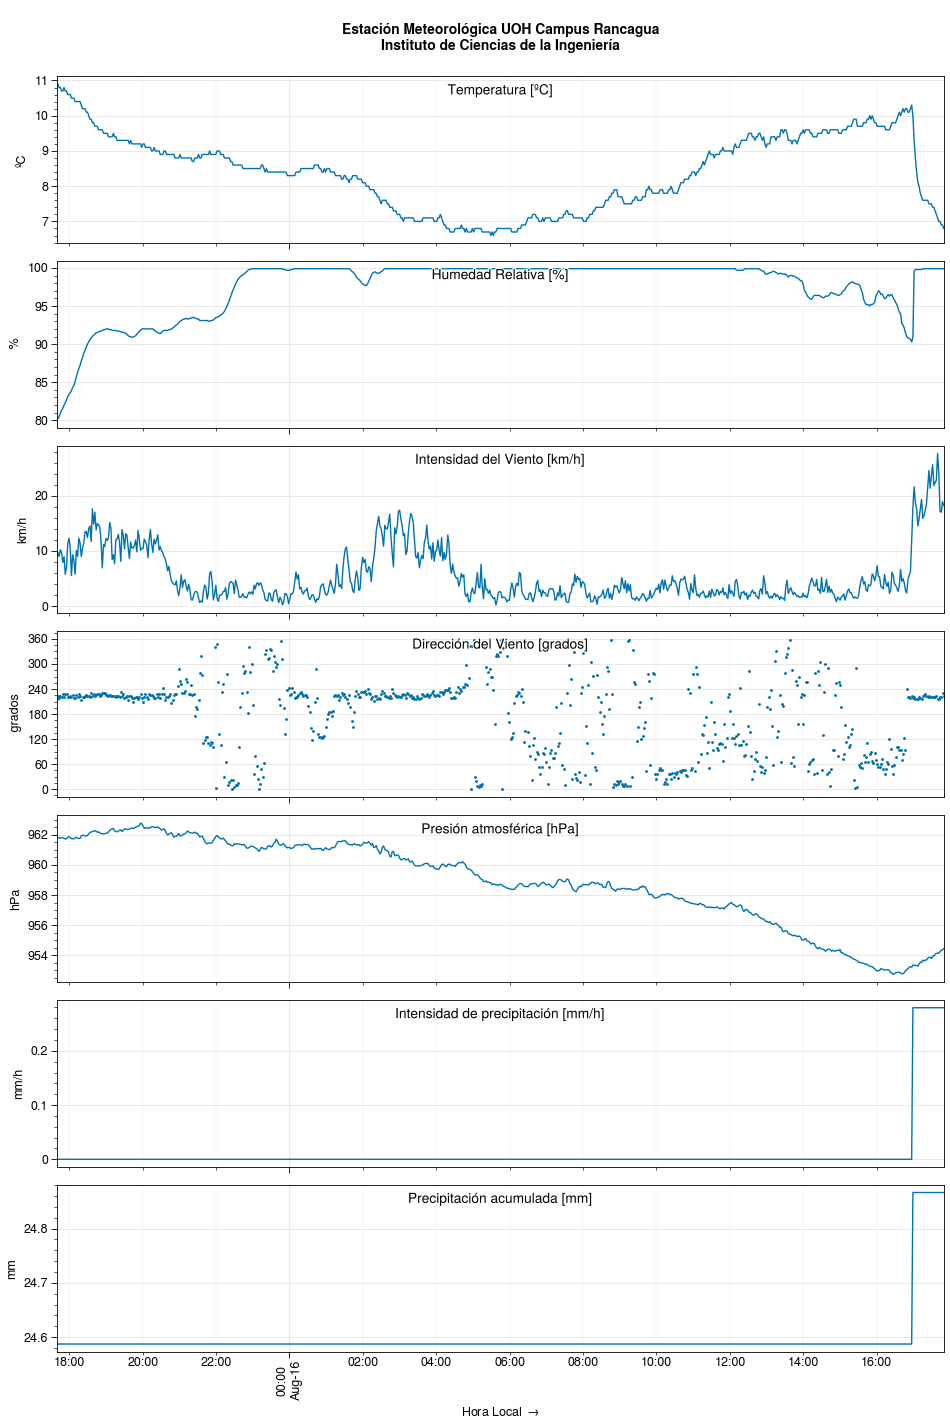 Estación Meteorológica UOH Campus Rancagua
Instituto de Ciencias de la Ingeniería
Temperatura [ºC]
11
10
9
8
7
ºC
Humedad Relativa [%]
100
95
90
85
80
%
Intensidad del Viento [km/h]
20
10
0
km/h
Dirección del Viento [grados]
360
300
240
180
120
60
0
grados
Presión atmosférica [hPa]
962
960
958
956
954
hPa
Intensidad de precipitación [mm/h]
0.2
0.1
0
mm/h
Precipitación acumulada [mm]
24.8
24.7
24.6
mm
18:00 20:00 22:00 00:00 02:00 04:00 06:00 08:00 10:00 12:00 14:00 16:00
Aug-16
Hora Local →